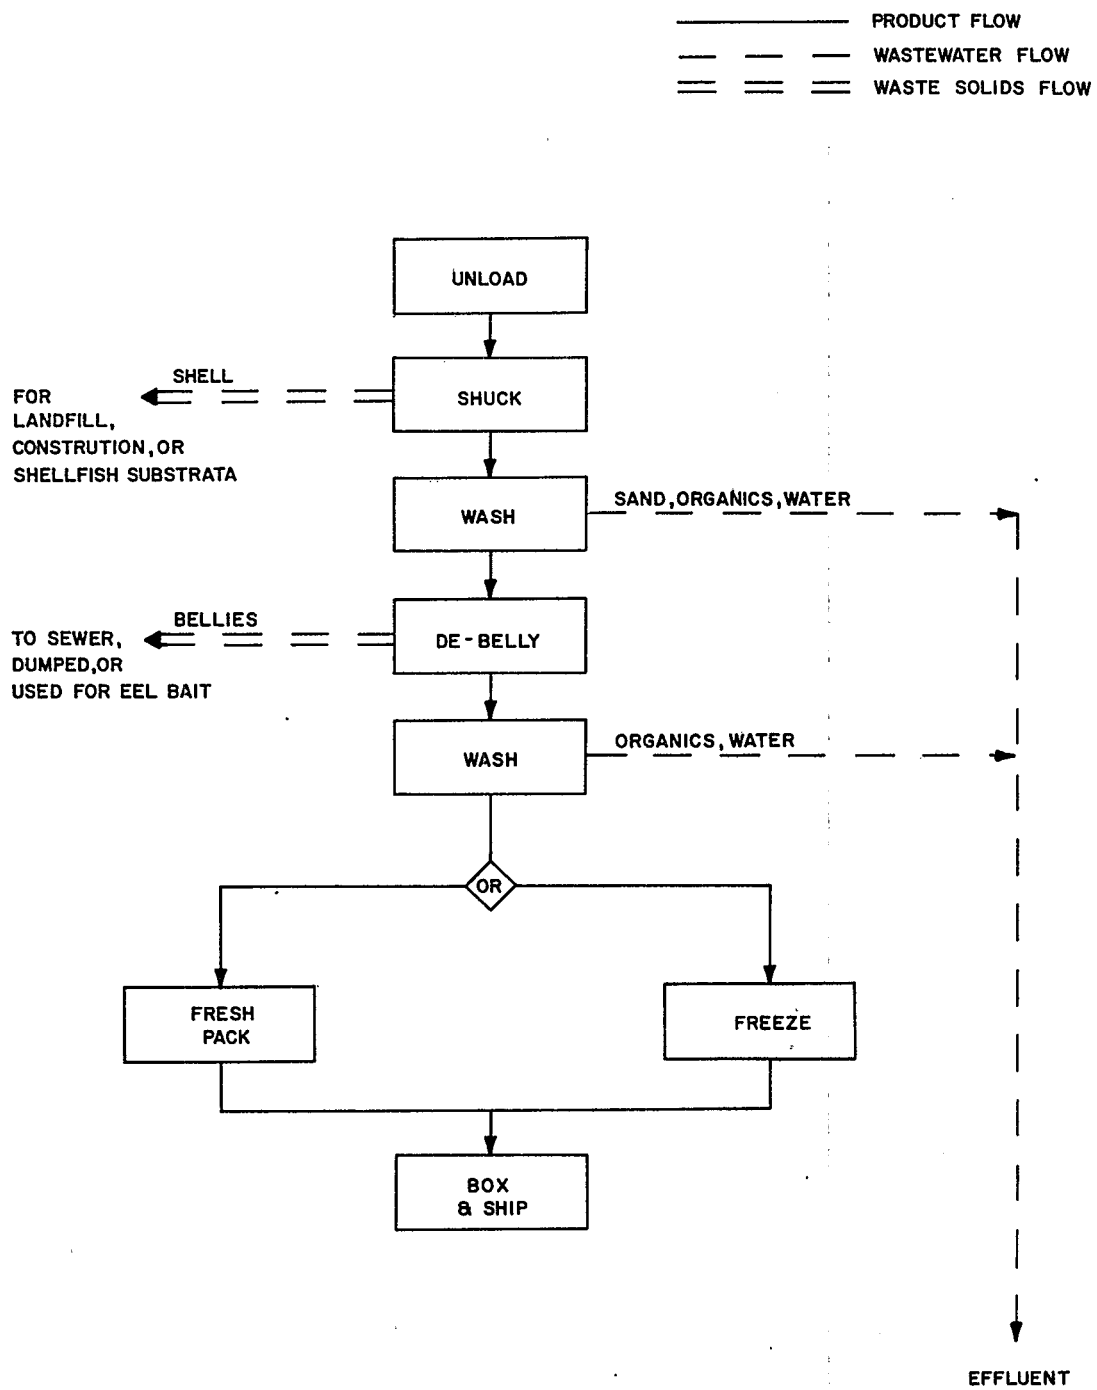 PRODUCT FLOW
WASTEWATER FLOW
WASTE SOLIDS FLOW
UNLOAD
SHELL
FOR
LANDFILL,
CONSTRUTION, OR
SHELLFISH SUBSTRATA
SHUCK
SAND, ORGANICS, WATER
WASH
BELLIES
TO SEWER,
DUMPED, OR
USED FOR EEL BAIT
DE-BELLY
ORGANICS, WATER
WASH
OR
FRESH
PACK
FREEZE
BOX
& SHIP
EFFLUENT